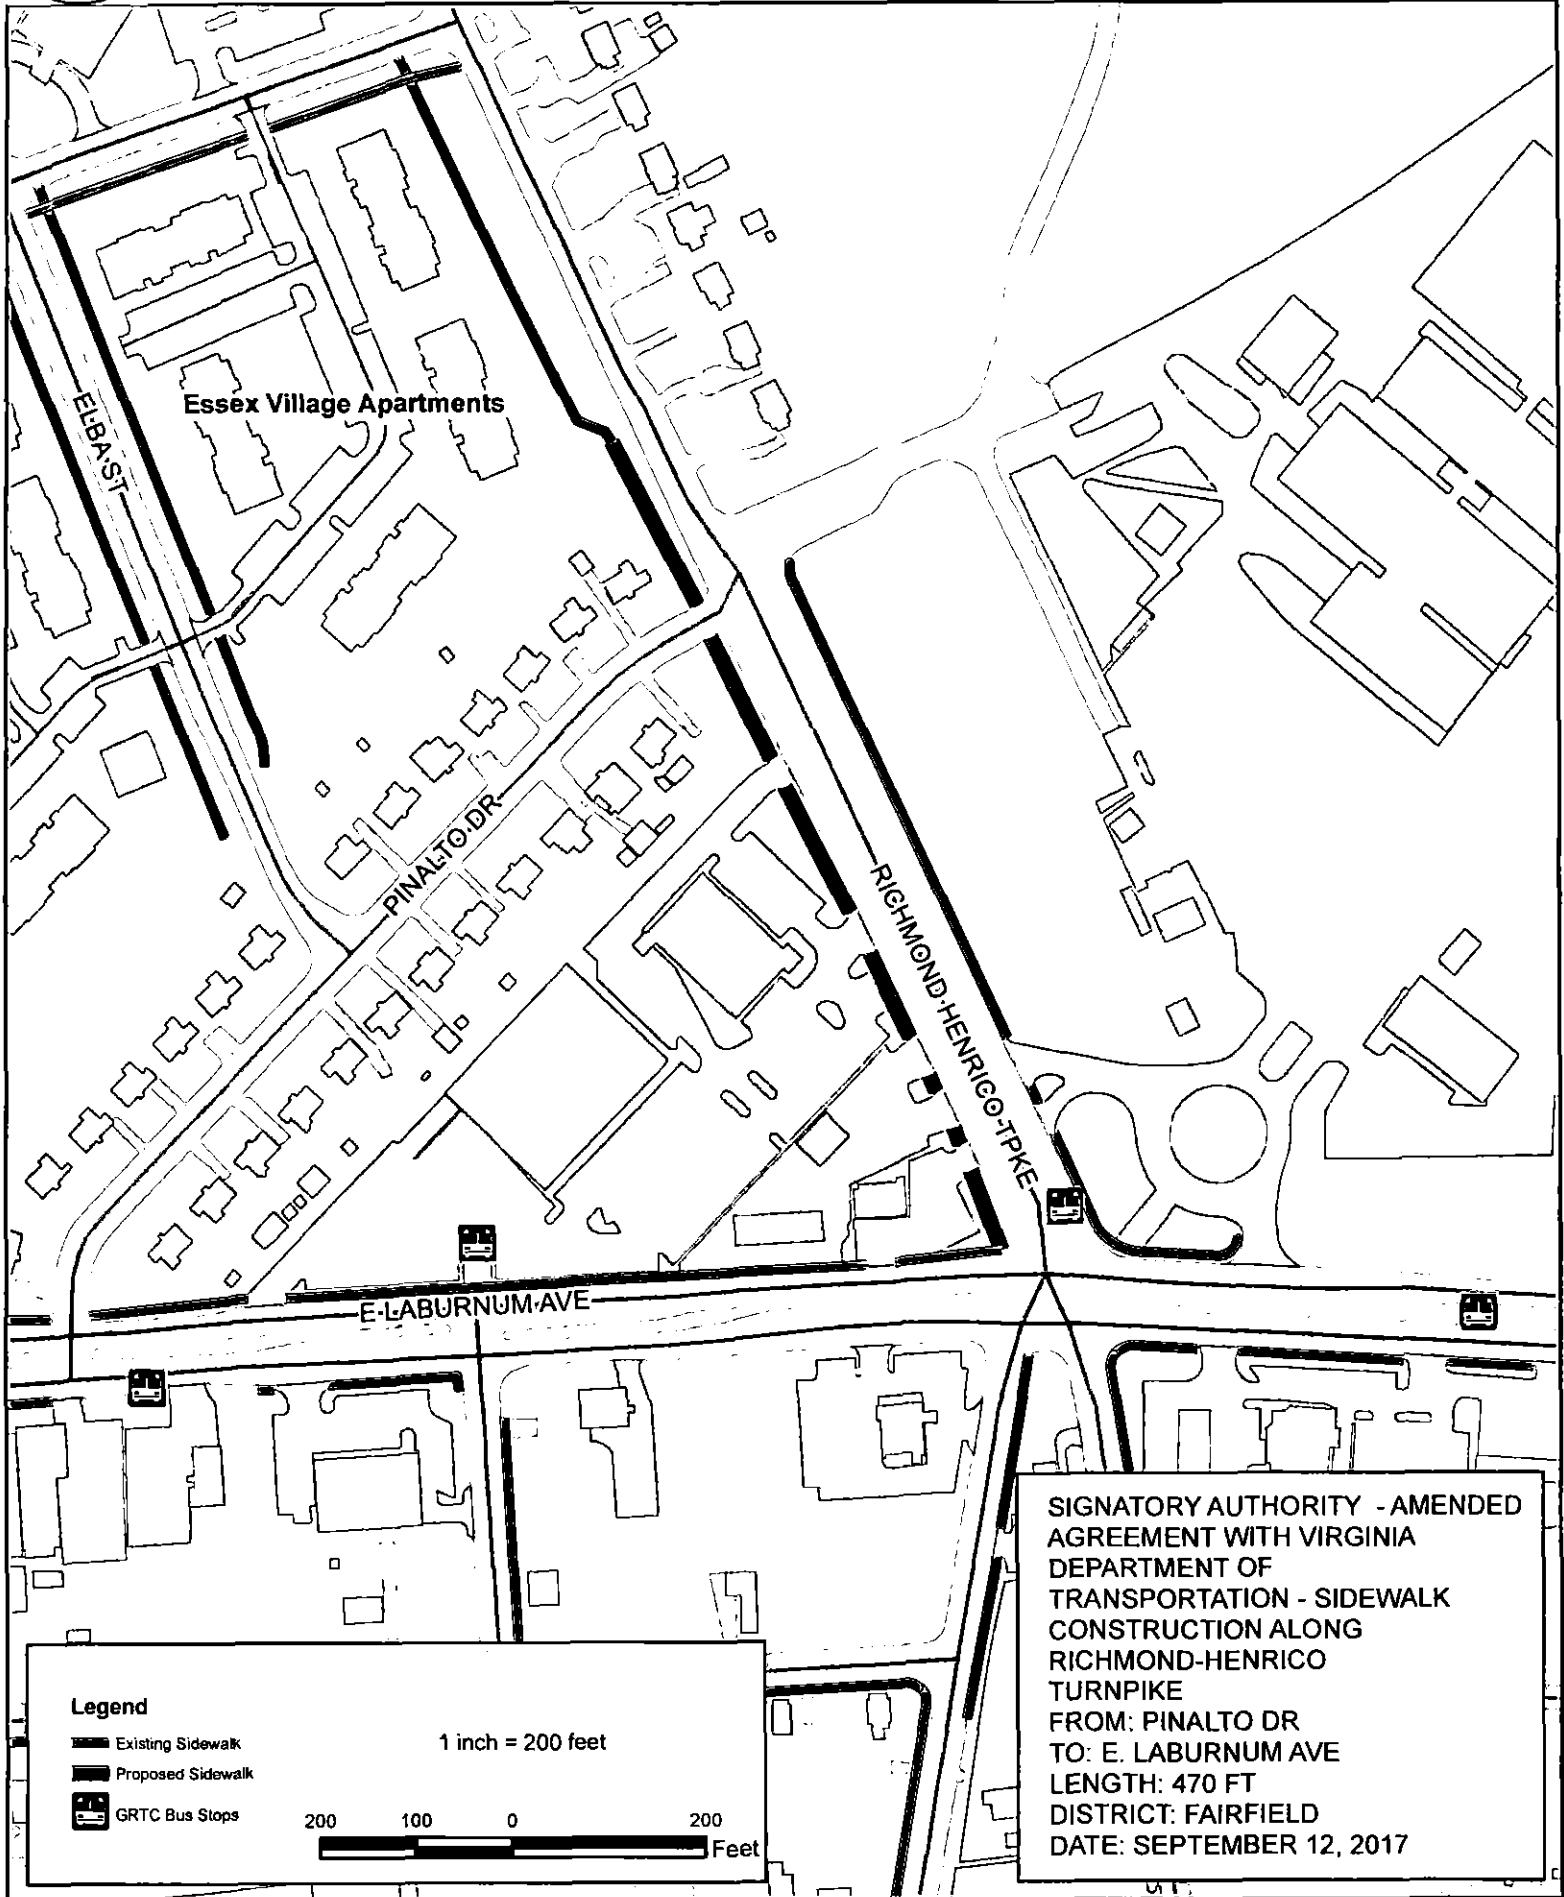 Essex Village Apartments
ELBA ST
PINALTO DR
RICHMOND-HENRICO-TPKE
E LABURNUM AVE
SIGNATORY AUTHORITY - AMENDED
AGREEMENT WITH VIRGINIA
DEPARTMENT OF
TRANSPORTATION - SIDEWALK
CONSTRUCTION ALONG
RICHMOND-HENRICO
TURNPIKE
FROM: PINALTO DR
TO: E. LABURNUM AVE
LENGTH: 470 FT
DISTRICT: FAIRFIELD
DATE: SEPTEMBER 12, 2017
Legend
Existing Sidewalk
Proposed Sidewalk
GRTC Bus Stops
1 inch = 200 feet
200 100 0 200
Feet